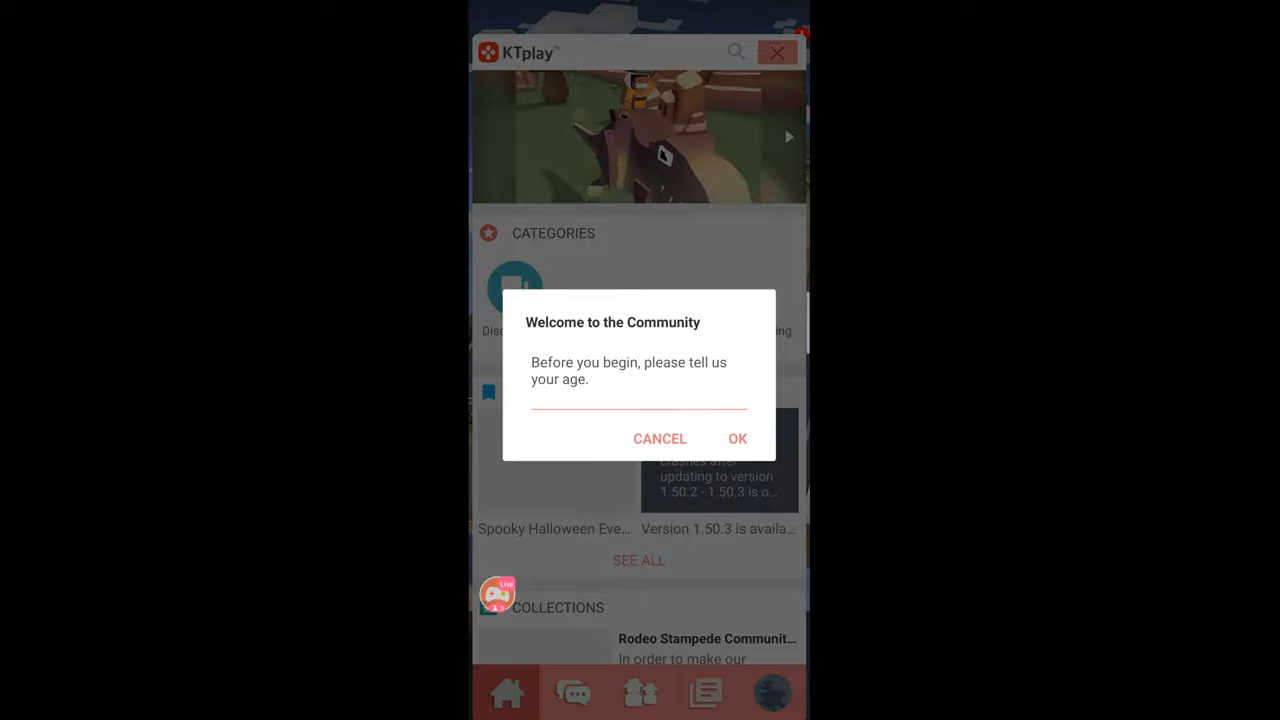 KTplay™
CATEGORIES
Welcome to the Community
Before you begin, please tell us
your age.
CANCEL OK
crashes after
updating to version
1.50.2 - 1.50.3 is o...
Spooky Halloween Eve...
Version 1.50.3 is availa...
SEE ALL
Live
COLLECTIONS
Rodeo Stampede Communit...
In order to make our